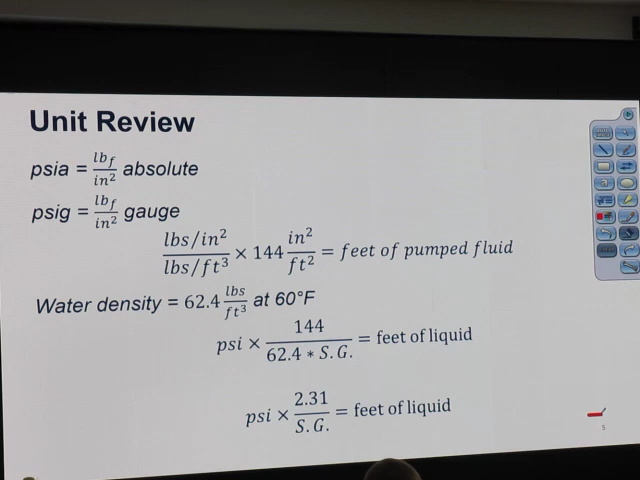 Unit Review
psia = lb_f/in² absolute
psig = lb_f/in² gauge
lbs/in² / lbs/ft³ × 144 in²/ft² = feet of pumped fluid
Water density = 62.4 lbs/ft³ at 60°F
psi × 144 / 62.4 * S.G. = feet of liquid
psi × 2.31 / S.G. = feet of liquid
5